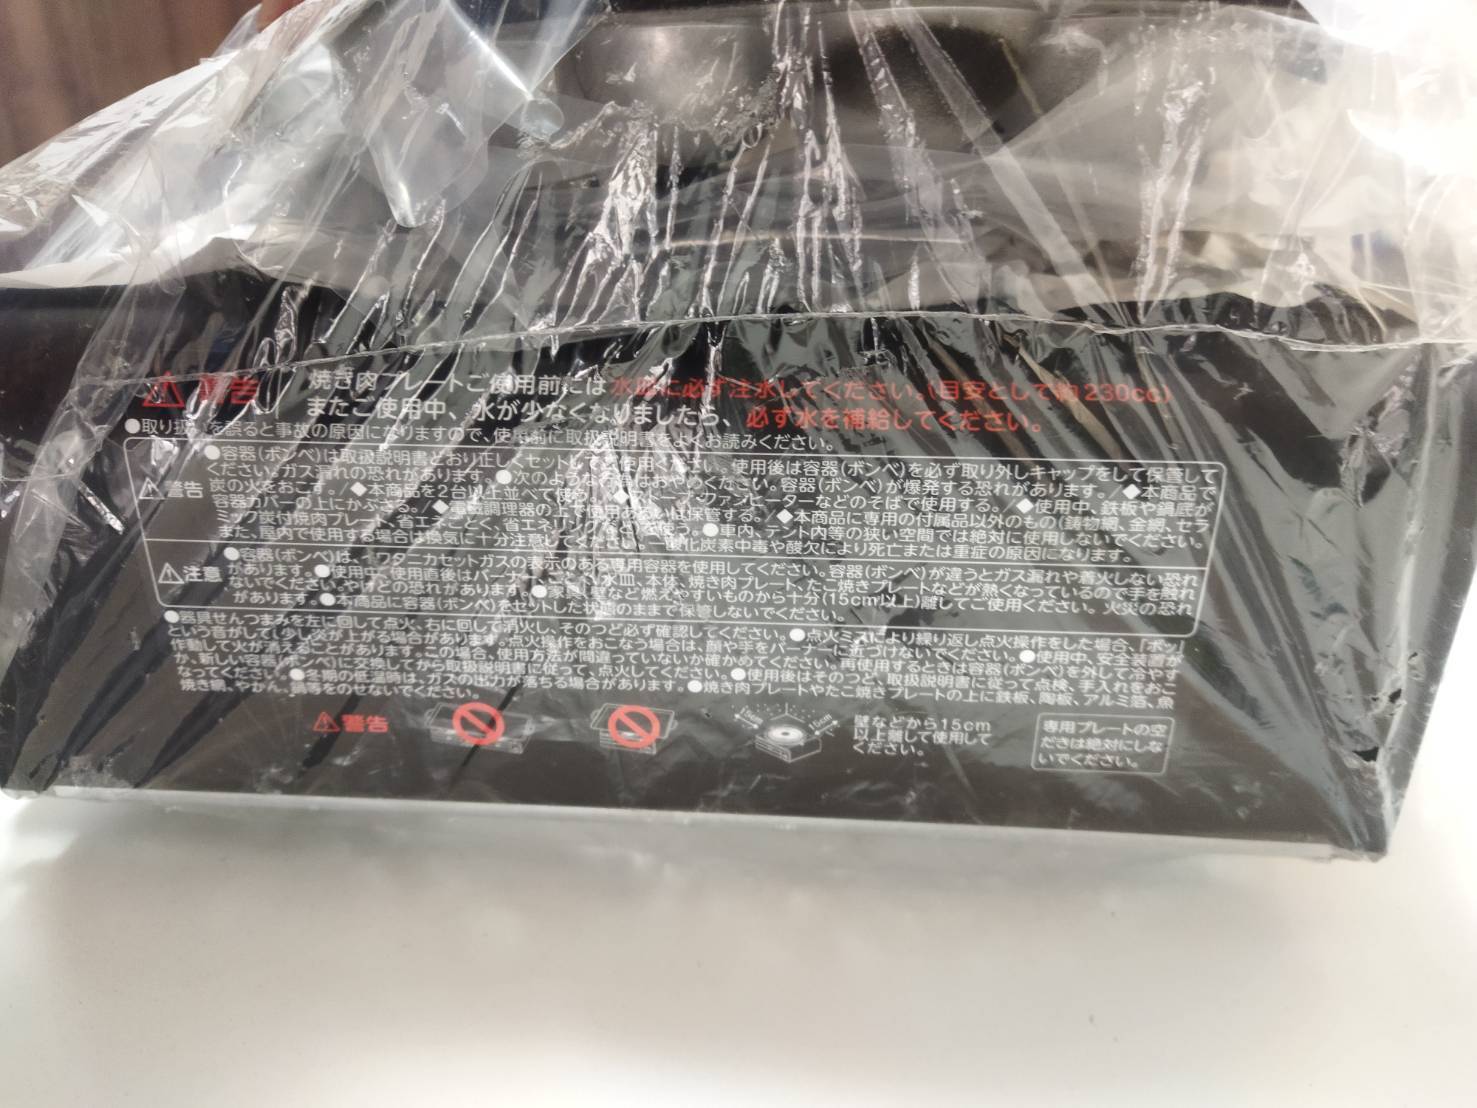 警告 焼き肉プレートご使用前には 水皿に必ず注水してください。(目安として約230cc)
またご使用中、水が少なくなりましたら、必ず水を補給してください。
●取り扱いを誤ると事故の原因になりますので、使用前に取扱説明書をよくお読みください。
警告
●容器(ボンベ)は取扱説明書どおり正しくセットして使用ください。使用後は容器(ボンベ)を必ず取り外しキャップをして保管して
ください。ガス漏れの恐れがあります。●次のような行為はおやめください。容器(ボンベ)が爆発する恐れがあります。／◆本商品で
炭の火をおこす。／◆本商品を2台以上並べて使う。／◆ストーブ、ファンヒーターなどのそばで使用する。／◆使用中、鉄板や鍋底が
容器カバーの上にかぶさる。／◆電磁調理器の上で使用あるいは保管する。／◆本商品に専用の付属品以外のもの(鋳物網、金網、セラ
ミック炭付焼肉プレート、省エネごとく、省エネリングなど)を使う。●車内、テント内等の狭い空間では絶対に使用しないでください。
また、屋内で使用する場合は換気に十分注意してください。一酸化炭素中毒や酸欠により死亡または重症の原因になります。
注意
●容器(ボンベ)は、イワタニカセットガスの表示のある専用容器を使用してください。容器(ボンベ)が違うとガス漏れや着火しない恐れ
があります。●使用中、使用直後はバーナー、水皿、本体、焼き肉プレート、たこ焼きプレートなどが熱くなっているので手を触れ
ないでください。やけどの恐れがあります。●家具、壁など燃えやすいものから十分(15cm以上)離してご使用ください。火災の恐れ
があります。●本商品に容器(ボンベ)をセットした状態のままで保管しないでください。
●器具せんつまみを左に回して点火、右に回して消火し、そのつど必ず確認してください。●点火ミスにより繰り返し点火操作をした場合、「ボッ」
という音がして、少し炎が上がる場合があります。点火操作をおこなう場合は、顔や手をバーナーに近づけないでください。●使用中、安全装置が
作動して火が消えることがあります。この場合、使用方法が間違っていないか確かめてください。再使用するときは容器(ボンベ)を外して冷やす
か、新しい容器(ボンベ)に交換してから取扱説明書に従って、点火してください。●使用後はそのつど、取扱説明書に従って点検、手入れをおこ
なってください。●冬期の低温時は、ガスの出力が落ちる場合があります。●焼き肉プレートやたこ焼きプレートの上に鉄板、陶板、アルミ箔、魚
焼き網、やかん、鍋等をのせないでください。
警告
15cm 15cm
壁などから15cm
以上離して使用して
ください。
専用プレートの空
だきは絶対にしな
いでください。